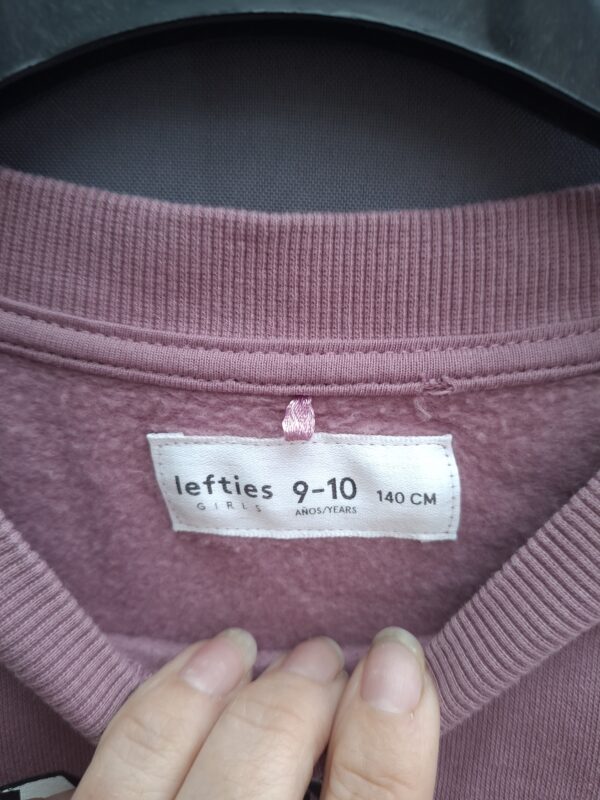 lefties 9-10 140 CM
GIRLS AÑOS/YEARS